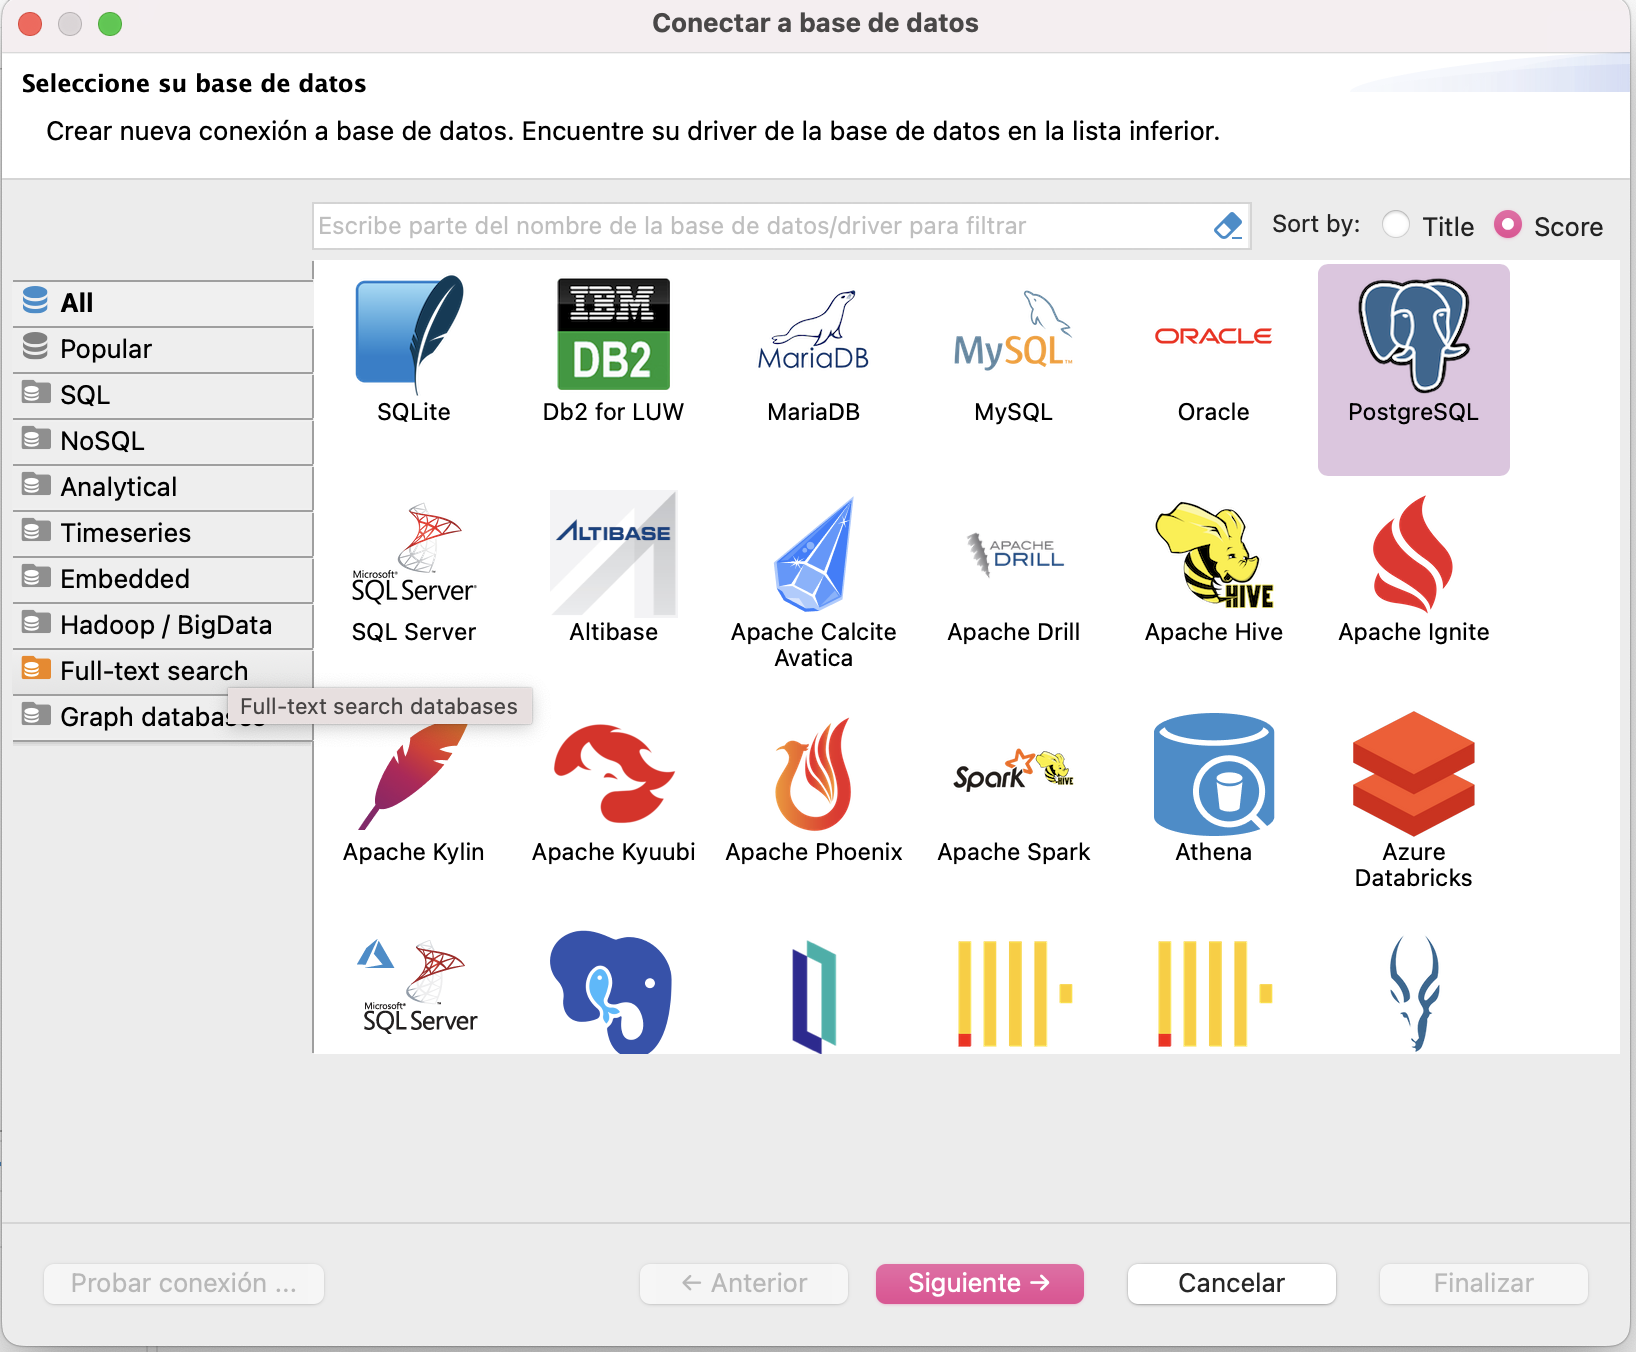 Conectar a base de datos
Seleccione su base de datos
Crear nueva conexión a base de datos. Encuentre su driver de la base de datos en la lista inferior.
Escribe parte del nombre de la base de datos/driver para filtrar
Sort by: Title Score
All
Popular
SQL
NoSQL
Analytical
Timeseries
Embedded
Hadoop / BigData
Full-text search
Graph databases
Full-text search databases
IBM
DB2
MariaDB
MySQL™
ORACLE
SQLite Db2 for LUW MariaDB MySQL Oracle PostgreSQL
Microsoft®
SQL Server
ALTIBASE
APACHE
DRILL
HIVE
SQL Server Altibase Apache Calcite Avatica Apache Drill Apache Hive Apache Ignite
Spark HIVE
Apache Kylin Apache Kyuubi Apache Phoenix Apache Spark Athena Azure Databricks
Microsoft®
SQL Server
Probar conexión ... ← Anterior Siguiente → Cancelar Finalizar